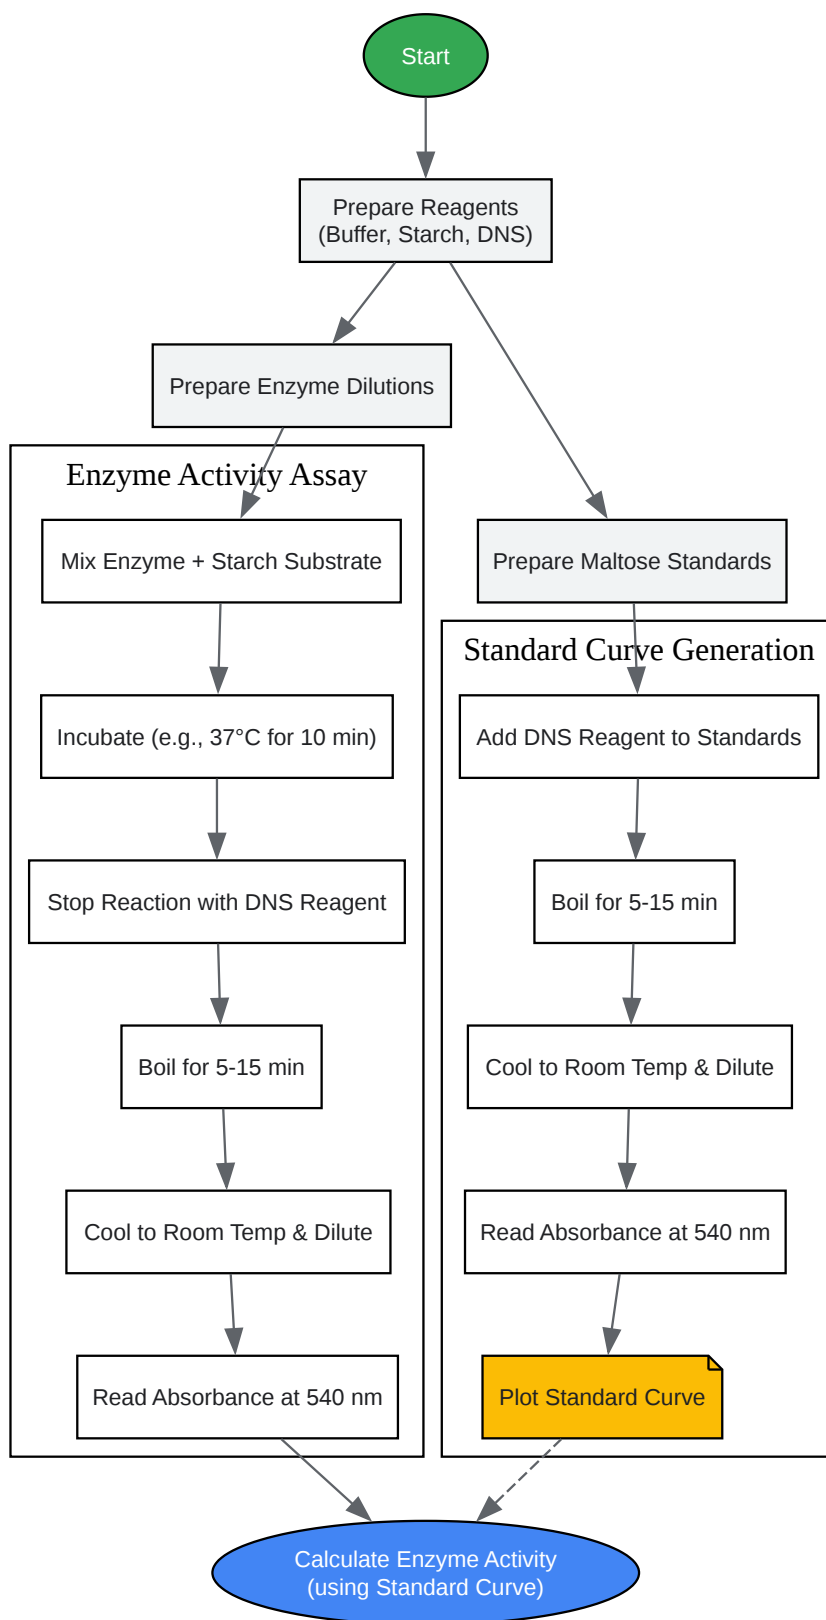 Start
Prepare Reagents
(Buffer, Starch, DNS)
Prepare Enzyme Dilutions
Enzyme Activity Assay
Mix Enzyme + Starch Substrate
Incubate (e.g., 37°C for 10 min)
Stop Reaction with DNS Reagent
Boil for 5-15 min
Cool to Room Temp & Dilute
Read Absorbance at 540 nm
Prepare Maltose Standards
Standard Curve Generation
Add DNS Reagent to Standards
Boil for 5-15 min
Cool to Room Temp & Dilute
Read Absorbance at 540 nm
Plot Standard Curve
Calculate Enzyme Activity
(using Standard Curve)